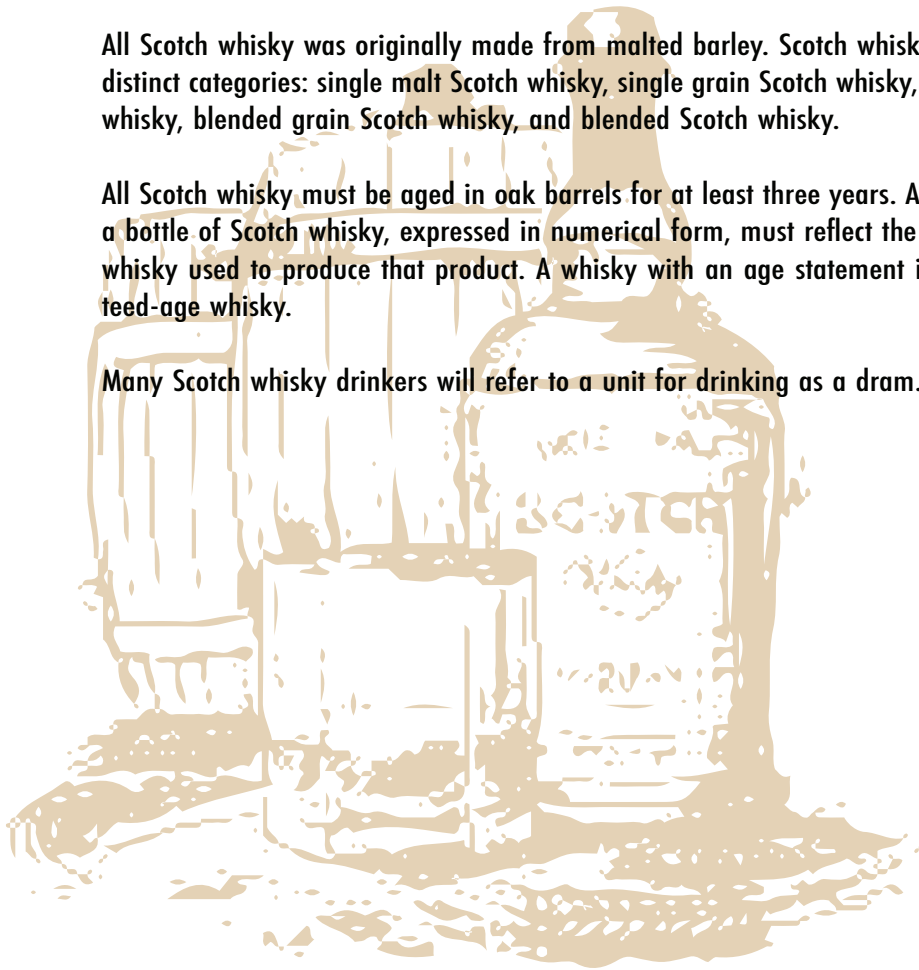 All Scotch whisky was originally made from malted barley. Scotch whisk
distinct categories: single malt Scotch whisky, single grain Scotch whisky,
whisky, blended grain Scotch whisky, and blended Scotch whisky.
All Scotch whisky must be aged in oak barrels for at least three years. A
a bottle of Scotch whisky, expressed in numerical form, must reflect the
whisky used to produce that product. A whisky with an age statement i
teed-age whisky.
Many Scotch whisky drinkers will refer to a unit for drinking as a dram.
SCOTCH